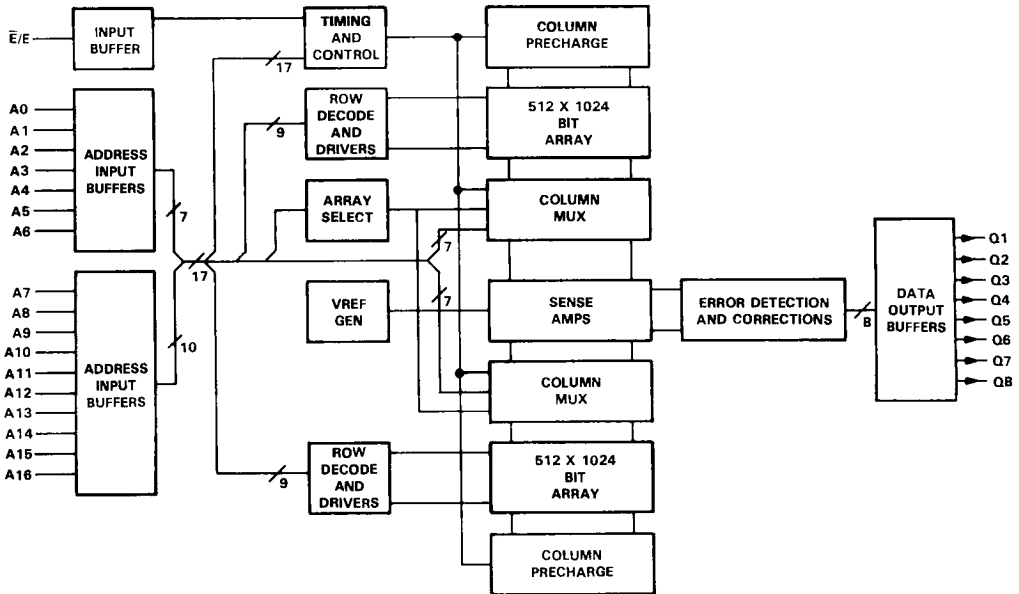 E̅/E
INPUT
BUFFER
TIMING
AND
CONTROL
17
COLUMN
PRECHARGE
A0
A1
A2
A3
A4
A5
A6
ADDRESS
INPUT
BUFFERS
7
ROW
DECODE
AND
DRIVERS
9
512 X 1024
BIT
ARRAY
ARRAY
SELECT
COLUMN
MUX
7
17
7
VREF
GEN
SENSE
AMPS
ERROR DETECTION
AND CORRECTIONS
8
DATA
OUTPUT
BUFFERS
Q1
Q2
Q3
Q4
Q5
Q6
Q7
Q8
A7
A8
A9
A10
A11
A12
A13
A14
A15
A16
ADDRESS
INPUT
BUFFERS
10
COLUMN
MUX
ROW
DECODE
AND
DRIVERS
9
512 X 1024
BIT
ARRAY
COLUMN
PRECHARGE